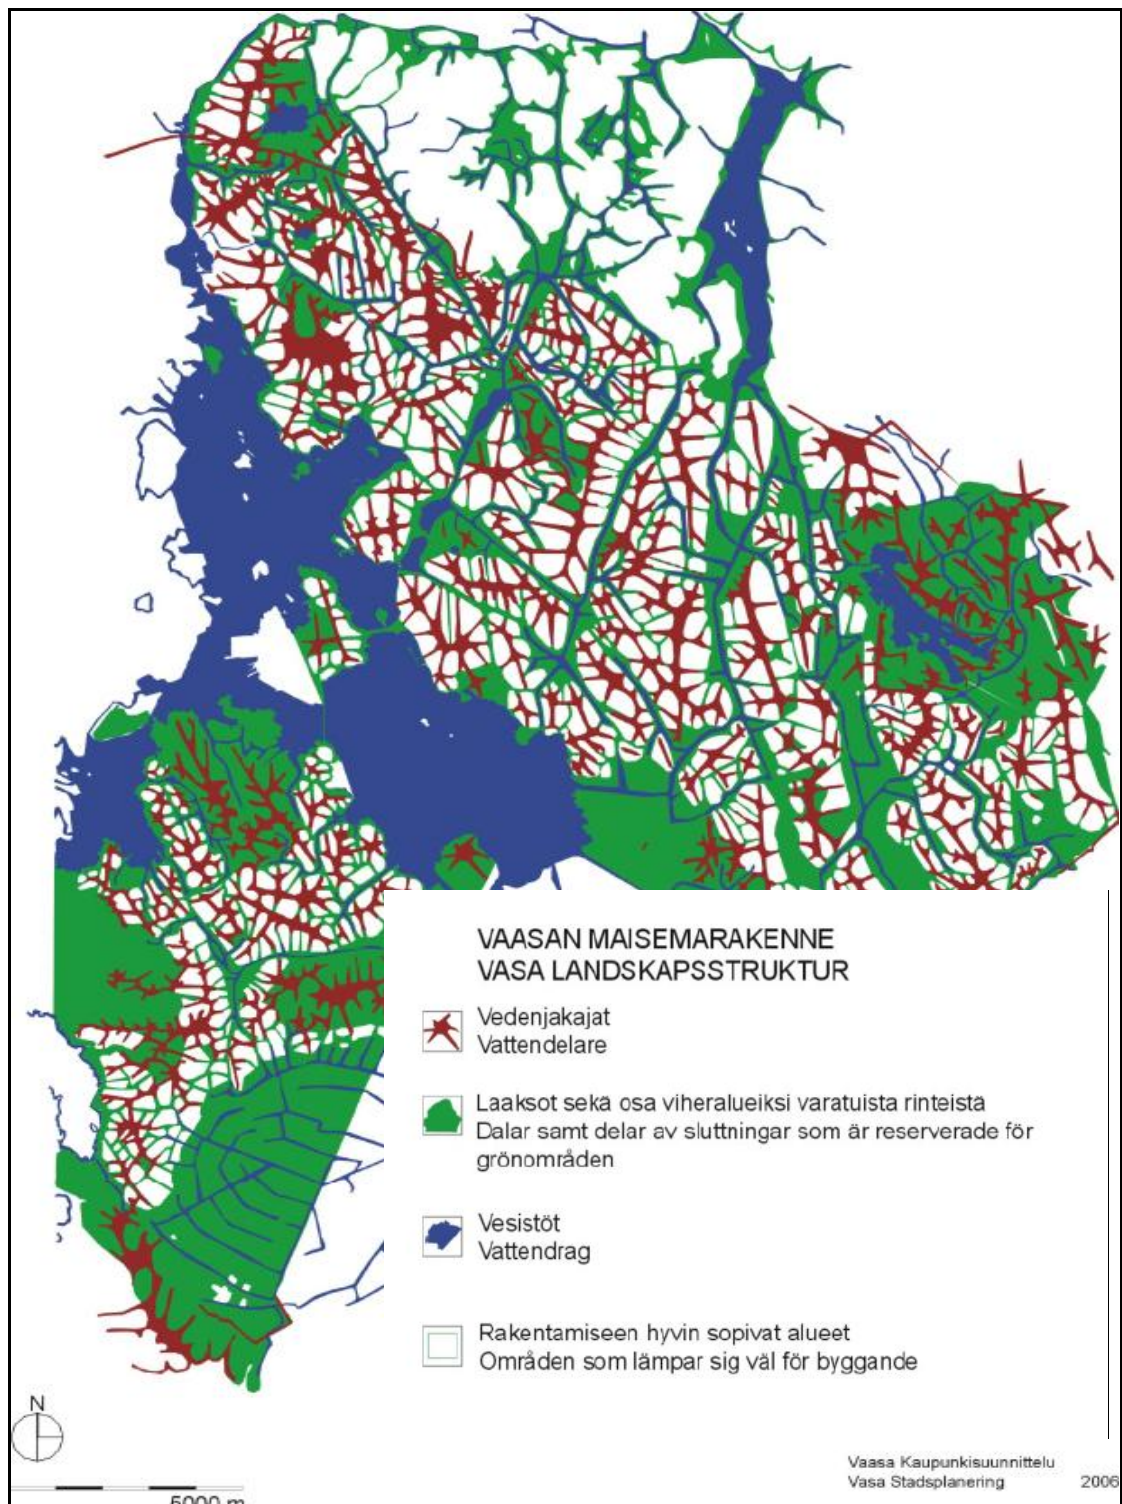 VAASAN MAISEMARAKENNE
VASA LANDSKAPSSTRUKTUR
Vedenjakajat
Vattendelare
Laaksot sekä osa viheralueiksi varatuista rinteistä
Dalar samt delar av sluttningar som är reserverade för
grönområden
Vesistöt
Vattendrag
Rakentamiseen hyvin sopivat alueet
Områden som lämpar sig väl för byggande
N
5000 m
Vaasa Kaupunkisuunnittelu
Vasa Stadsplanering 2006